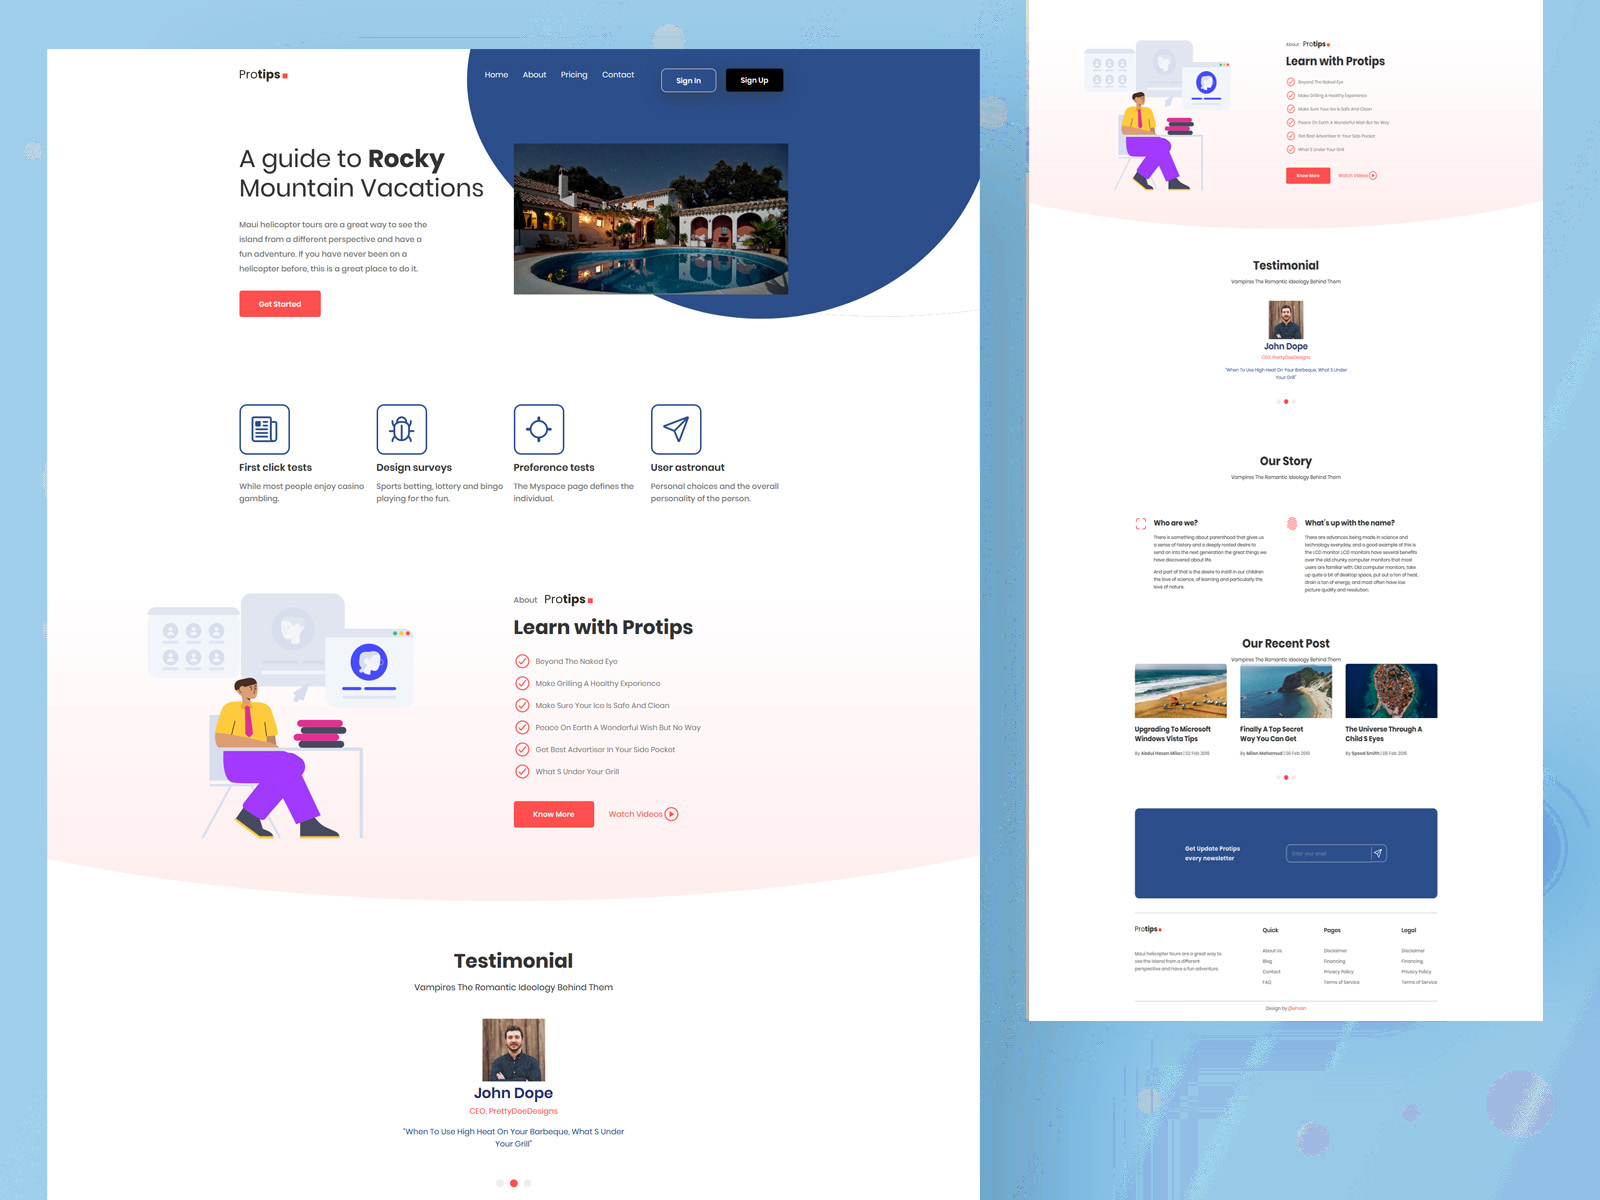 Protips
Home
About
Pricing
Contact
Sign In
Sign Up
A guide to Rocky
Mountain Vacations
Maui helicopter tours are a great way to see the
island from a different perspective and have a
fun adventure. If you have never been on a
helicopter before, this is a great place to do it.
Get Started
First click tests
While most people enjoy casino
gambling.
Design surveys
Sports betting, lottery and bingo
playing for the fun.
Preference tests
The Myspace page defines the
individual.
User astronaut
Personal choices and the overall
personality of the person.
About Protips
Learn with Protips
Beyond The Naked Eye
Make Grilling A Healthy Experience
Make Sure Your Ice Is Safe And Clean
Peace On Earth A Wonderful Wish But No Way
Get Best Advertiser In Your Side Pocket
What S Under Your Grill
Know More
Watch Videos
Testimonial
Vampires The Romantic Ideology Behind Them
John Dope
CEO, PrettyDoeDesigns
"When To Use High Heat On Your Barbeque, What S Under
Your Grill"
About Protips
Learn with Protips
Beyond The Naked Eye
Make Grilling A Healthy Experience
Make Sure Your Ice Is Safe And Clean
Peace On Earth A Wonderful Wish But No Way
Get Best Advertiser In Your Side Pocket
What S Under Your Grill
Know More
Watch Videos
Testimonial
Vampires The Romantic Ideology Behind Them
John Dope
CEO, PrettyDoeDesigns
"When To Use High Heat On Your Barbeque, What S Under
Your Grill"
Our Story
Vampires The Romantic Ideology Behind Them
Who are we?
There is something about parenthood that gives us
a sense of history and a deeply rooted desire to
send on into the next generation the great things we
have discovered about life.
And part of that is the desire to instill in our children
the love of science, of learning and particularly the
love of nature.
What's up with the name?
There are advances being made in science and
technology everyday, and a good example of this is
the LCD monitor. LCD monitors have several benefits
over the old chunky computer monitors that most
users are familiar with. Old computer monitors, take
up quite a bit of desktop space, put out a ton of heat,
drain a ton of energy, and most often have low
picture quality and resolution.
Our Recent Post
Vampires The Romantic Ideology Behind Them
Upgrading To Microsoft
Windows Vista Tips
By Abdul Hasan Milon | 02 Feb 2019
Finally A Top Secret
Way You Can Get
By Milon Mahamud | 06 Feb 2019
The Universe Through A
Child S Eyes
By Speed Smith | 09 Feb 2019
Get Update Protips
every newsletter
Enter your email
Protips
Maui helicopter tours are a great way to
see the island from a different
perspective and have a fun adventure.
Quick
About Us
Blog
Contact
FAQ
Pages
Disclaimer
Financing
Privacy Policy
Terms of Service
Legal
Disclaimer
Financing
Privacy Policy
Terms of Service
Design by @ehsan